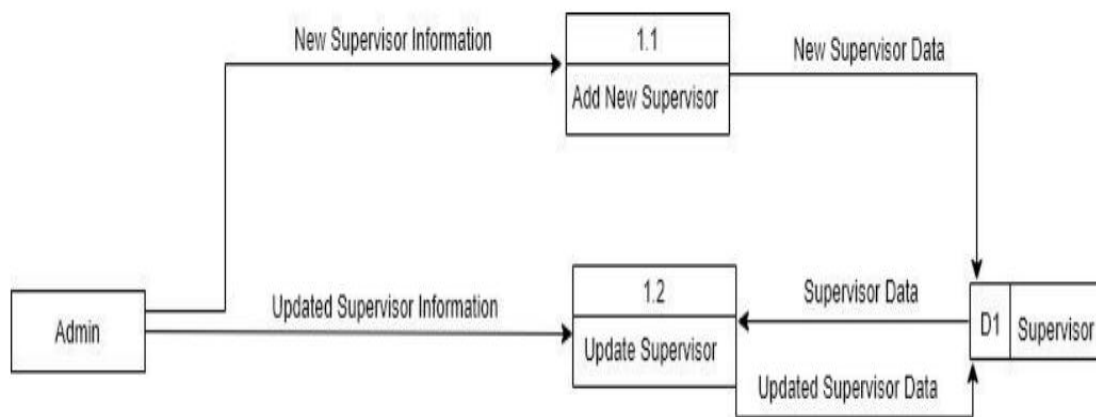 New Supervisor Information
1.1
Add New Supervisor
New Supervisor Data
Admin
Updated Supervisor Information
1.2
Update Supervisor
Supervisor Data
D1
Supervisor
Updated Supervisor Data